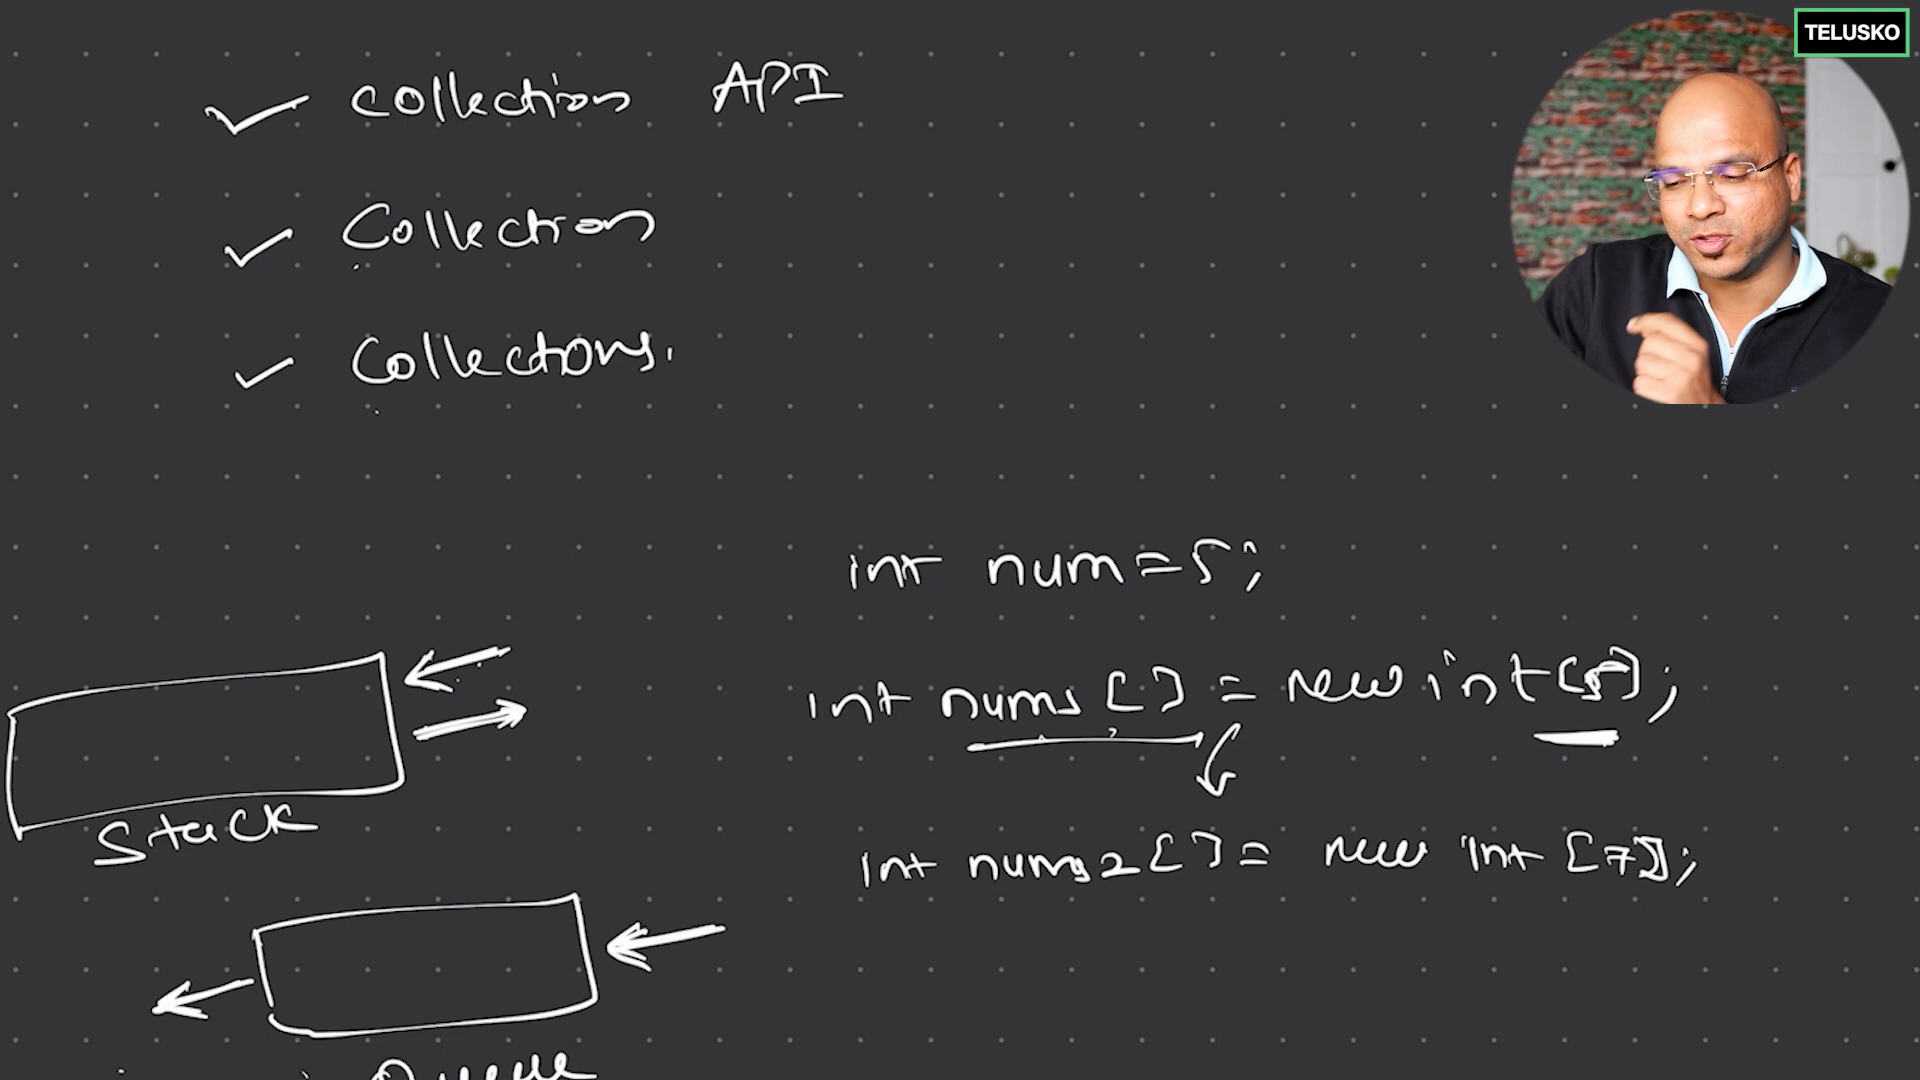 TELUSKO
collection API
Collection
Collections.
int num=5;
int nums[]=new int[5];
Stack
int nums2[]= new int [7];
Queue